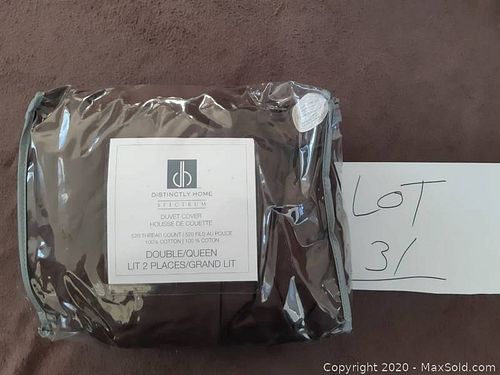 db
DISTINCTLY HOME
SPECTRUM
DUVET COVER
HOUSSE DE COUETTE
520 THREAD COUNT | 520 FILS AU POUCE
100% COTTON | 100 % COTON
DOUBLE/QUEEN
LIT 2 PLACES/GRAND LIT
LOT
31
Copyright © 2020 - MaxSold.com